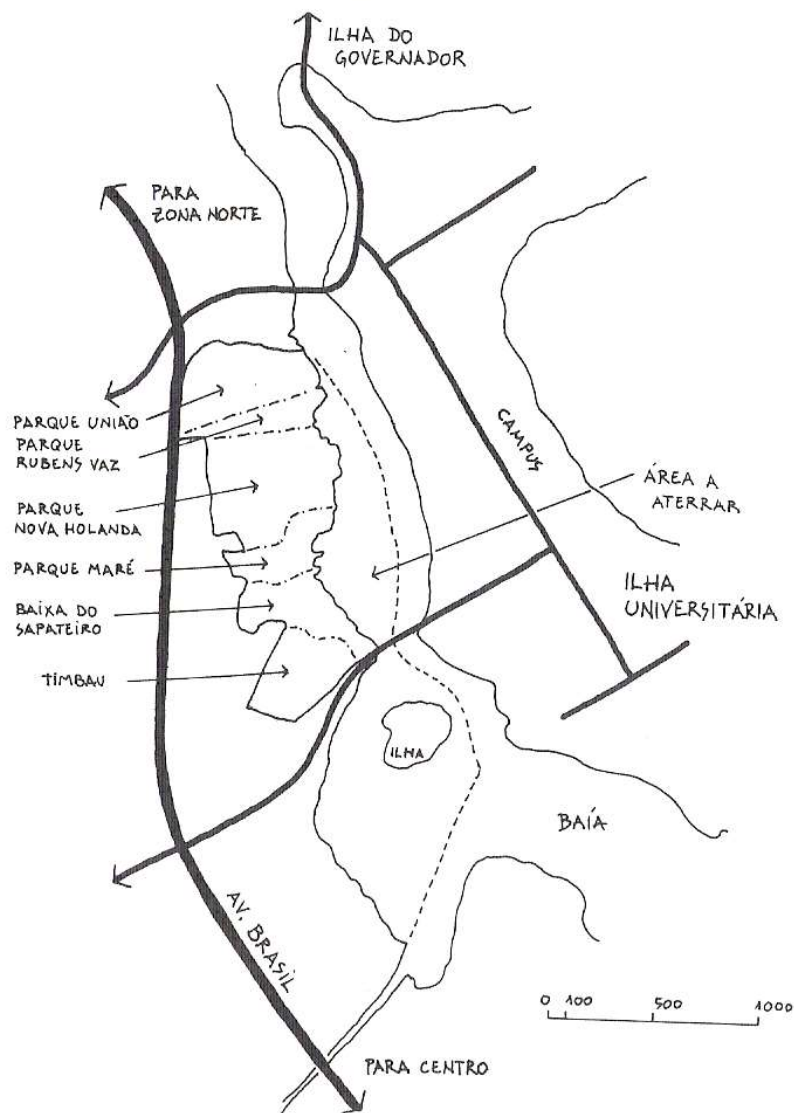 ILHA DO
GOVERNADOR
PARA
ZONA NORTE
PARQUE UNIÃO
PARQUE
RUBENS VAZ
PARQUE
NOVA HOLANDA
PARQUE MARÉ
BAIXA DO
SAPATEIRO
TIMBAU
CAMPUS
ÁREA A
ATERRAR
ILHA
UNIVERSITÁRIA
ILHA
BAÍA
AV. BRASIL
0 100 500 1000
PARA CENTRO